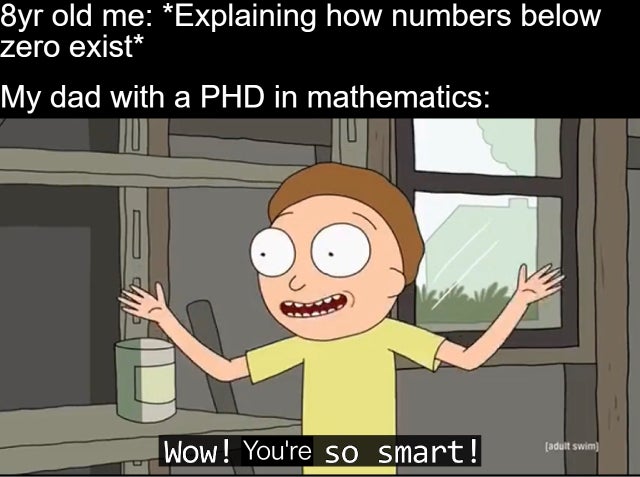 8yr old me: *Explaining how numbers below
zero exist*
My dad with a PHD in mathematics:
[adult swim]
Wow! You're so smart!